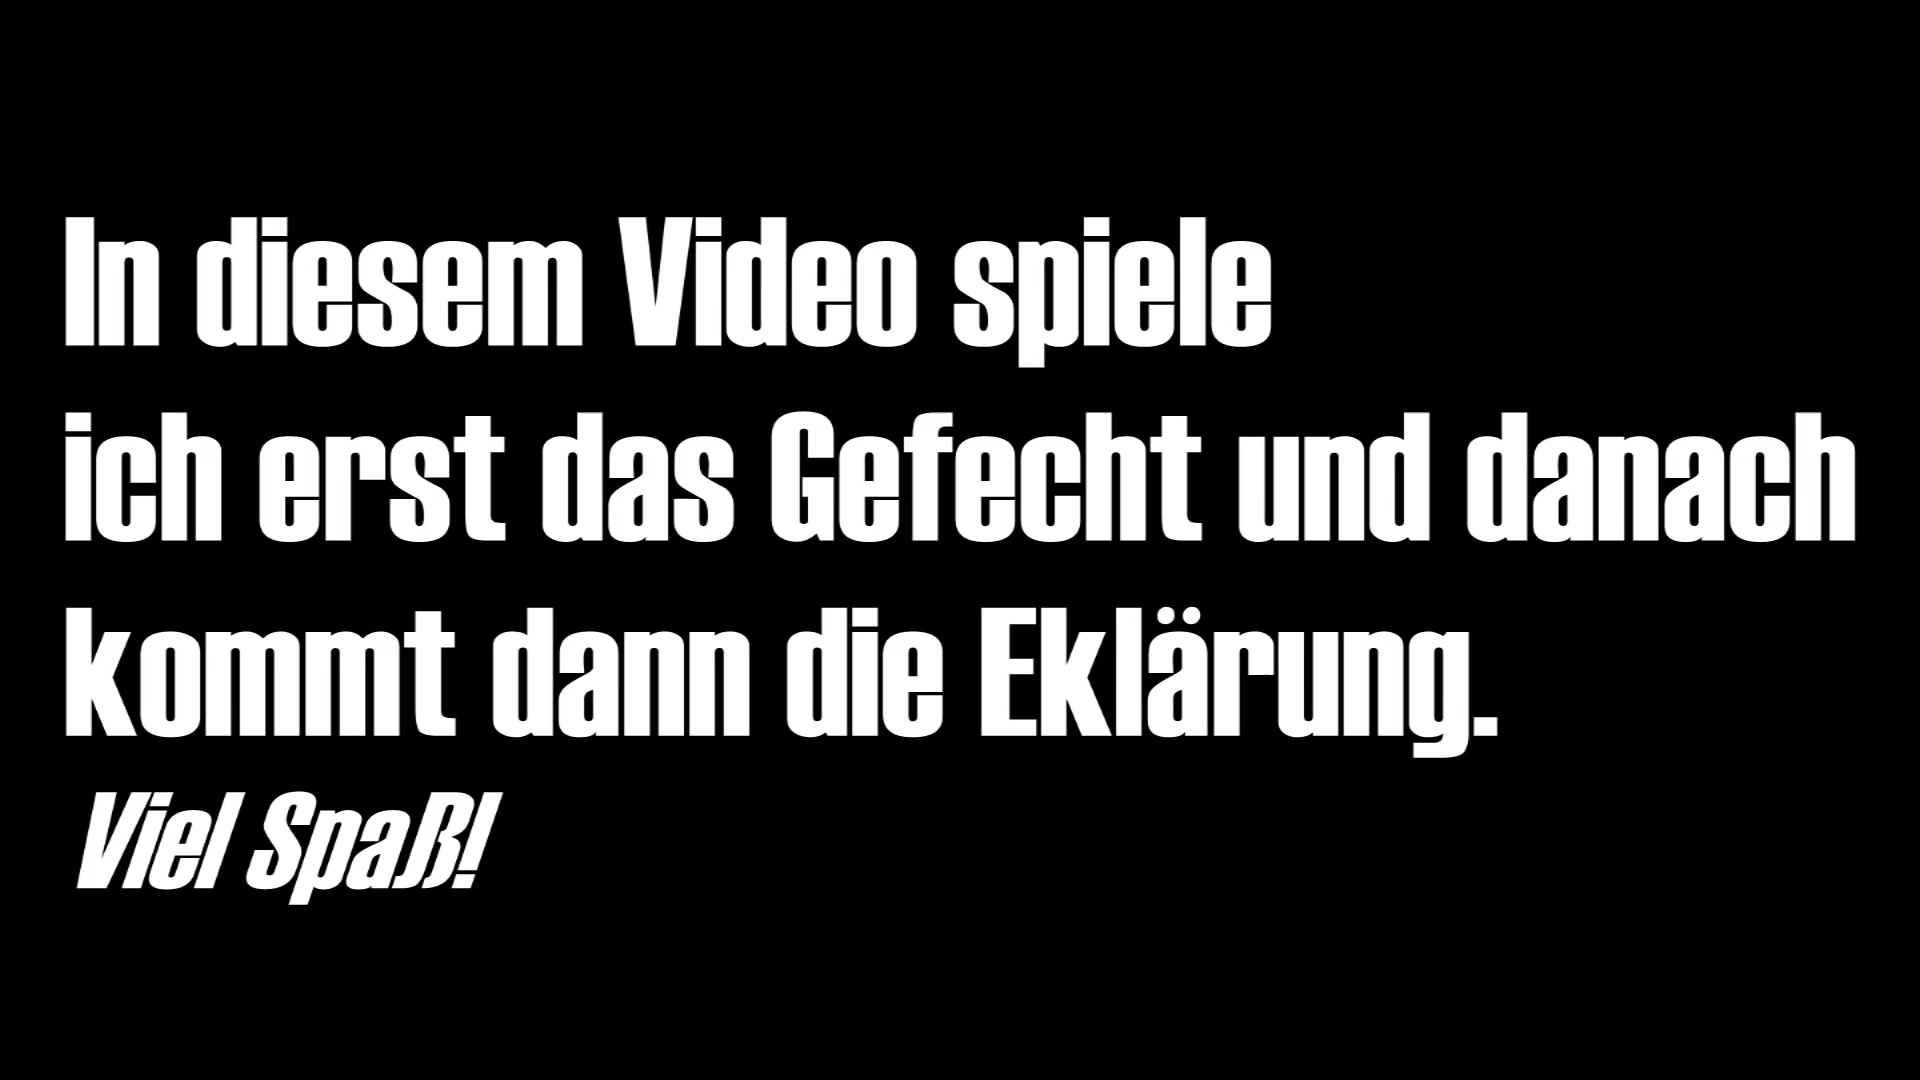 In diesem Video spiele
ich erst das Gefecht und danach
kommt dann die Eklärung.
Viel Spaß!